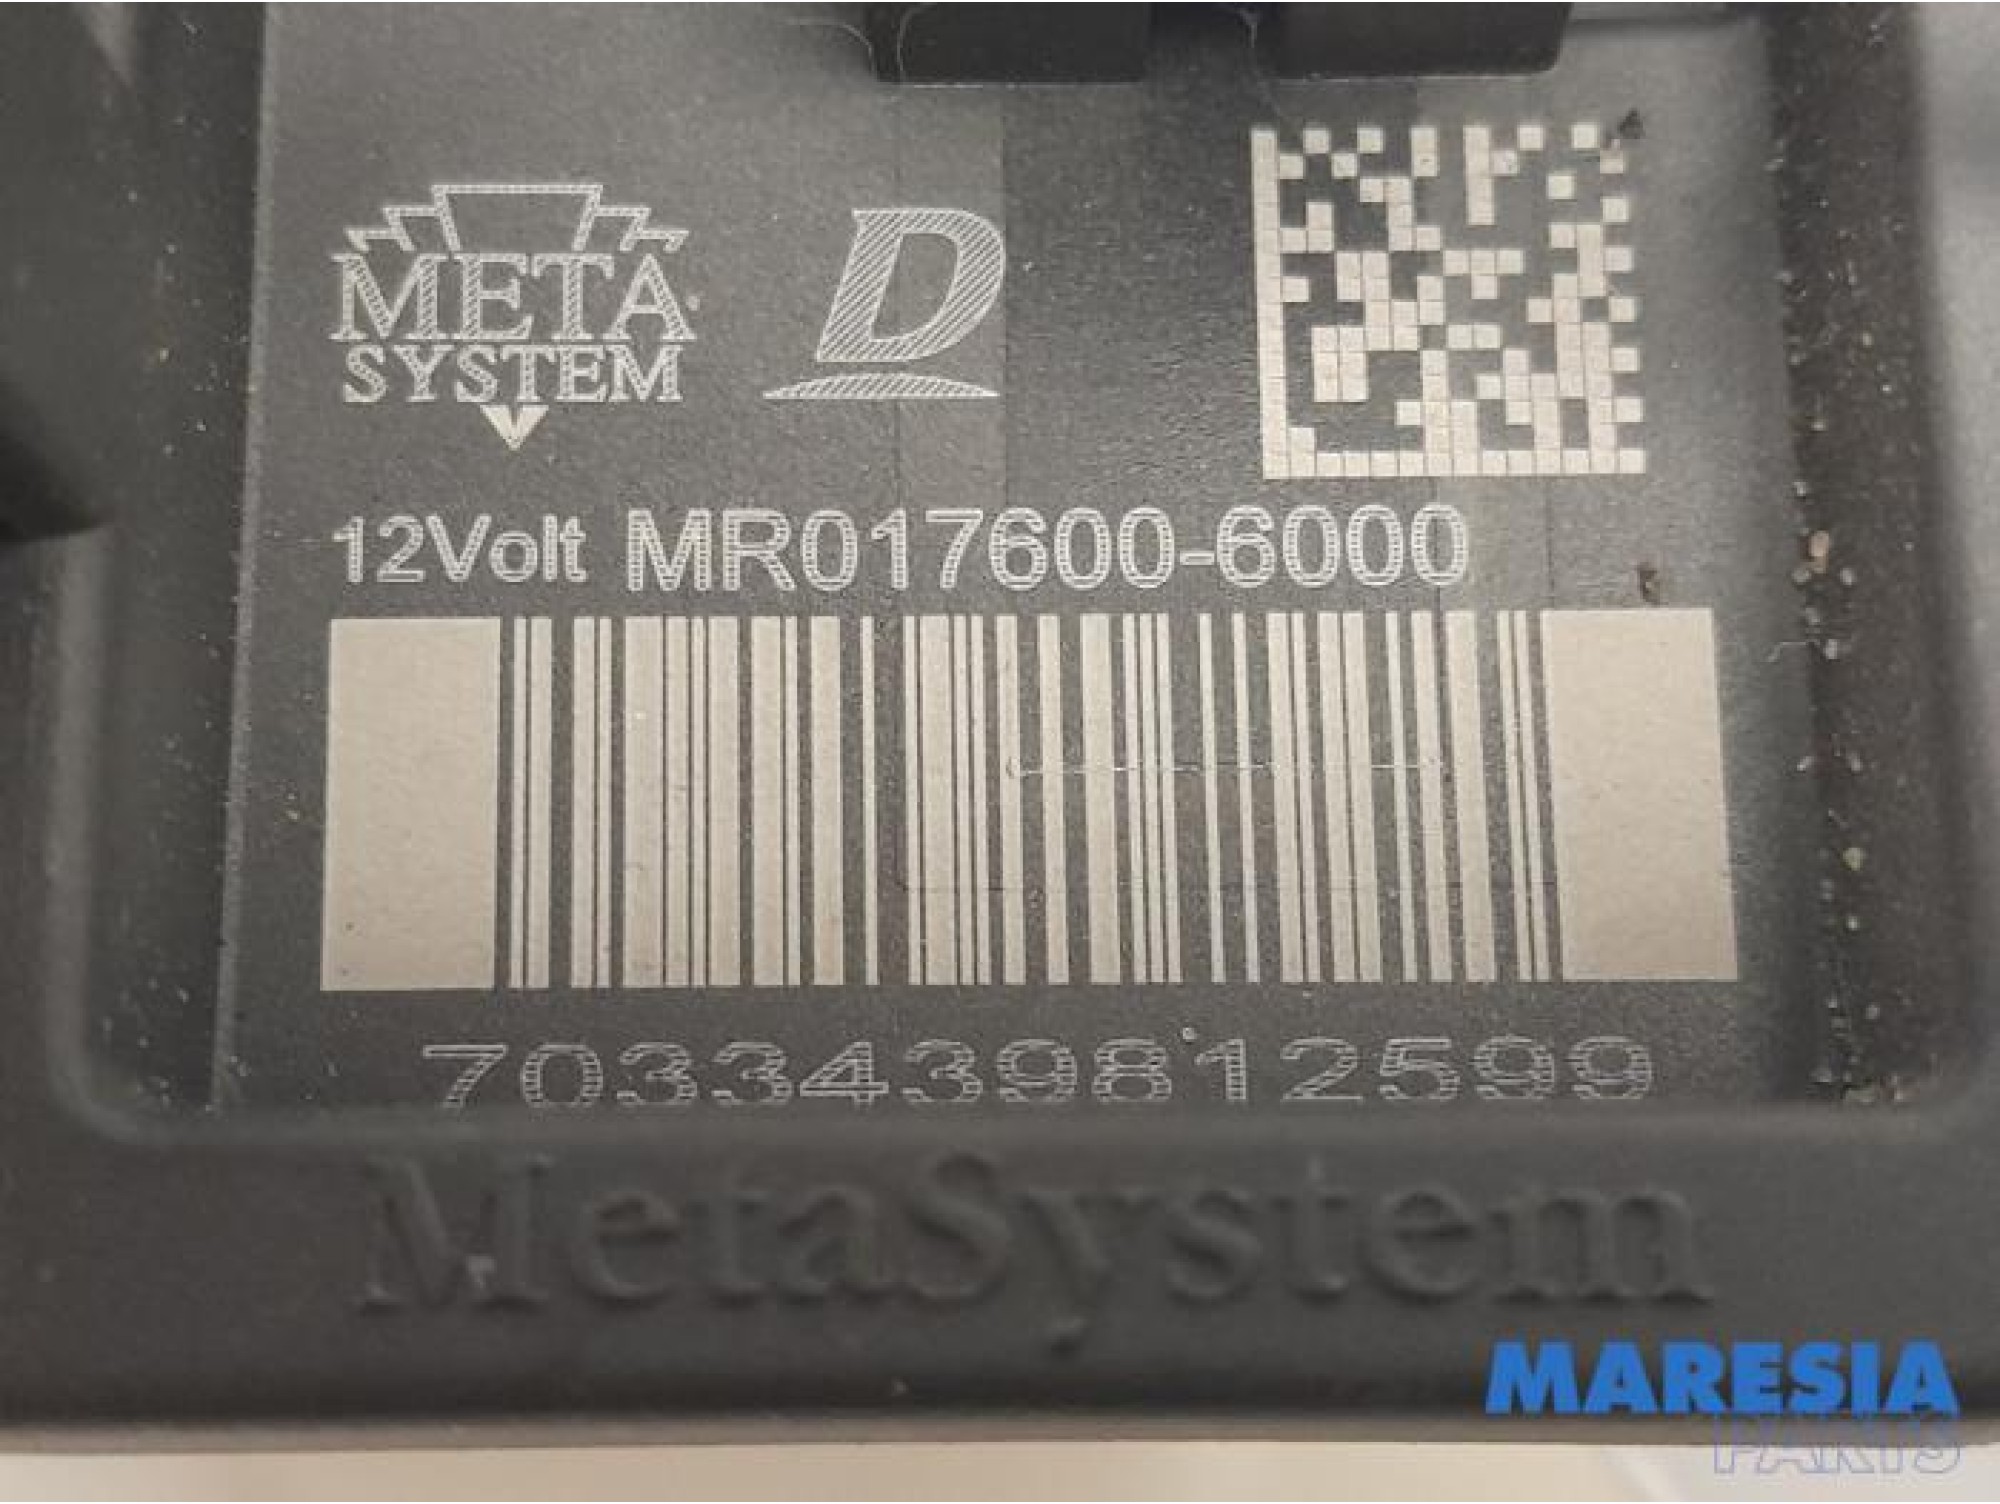 META
SYSTEM
D
12Volt MR017600-6000
7033439812599
MetaSystem
MARESIA
PARTS